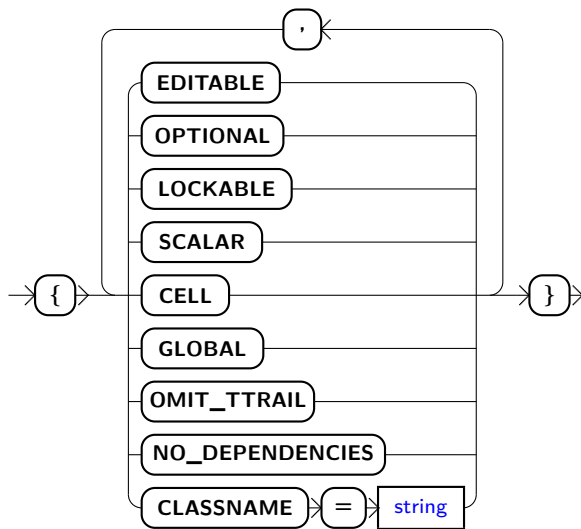 ,
EDITABLE
OPTIONAL
LOCKABLE
SCALAR
{ CELL }
GLOBAL
OMIT_TTRAIL
NO_DEPENDENCIES
CLASSNAME = string